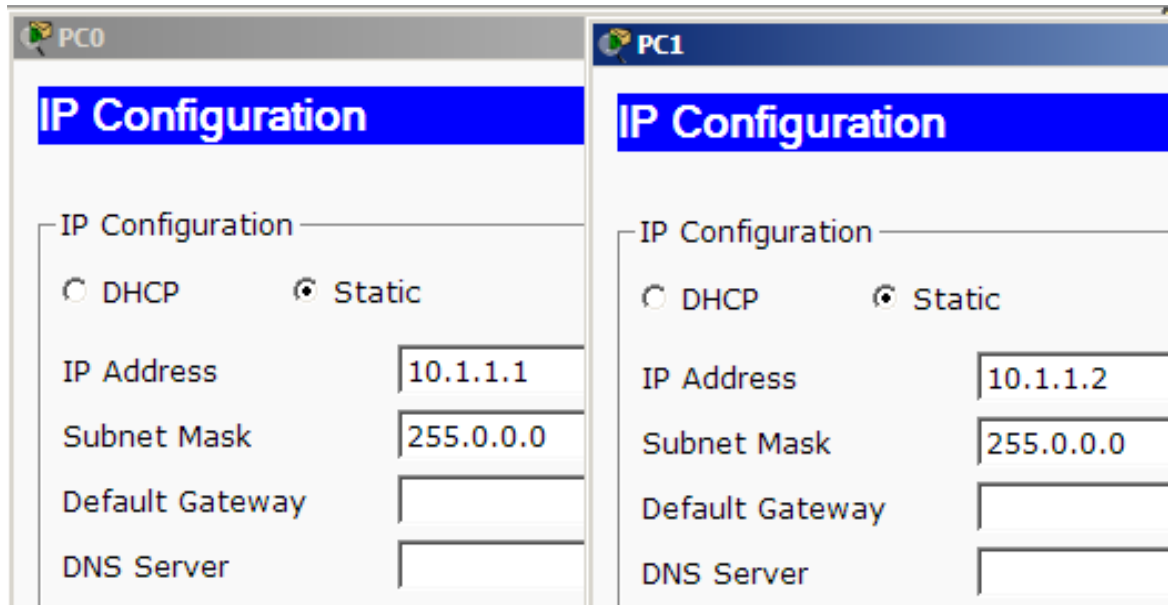 PC0
IP Configuration
IP Configuration
DHCP Static
IP Address 10.1.1.1
Subnet Mask 255.0.0.0
Default Gateway
DNS Server
PC1
IP Configuration
IP Configuration
DHCP Static
IP Address 10.1.1.2
Subnet Mask 255.0.0.0
Default Gateway
DNS Server